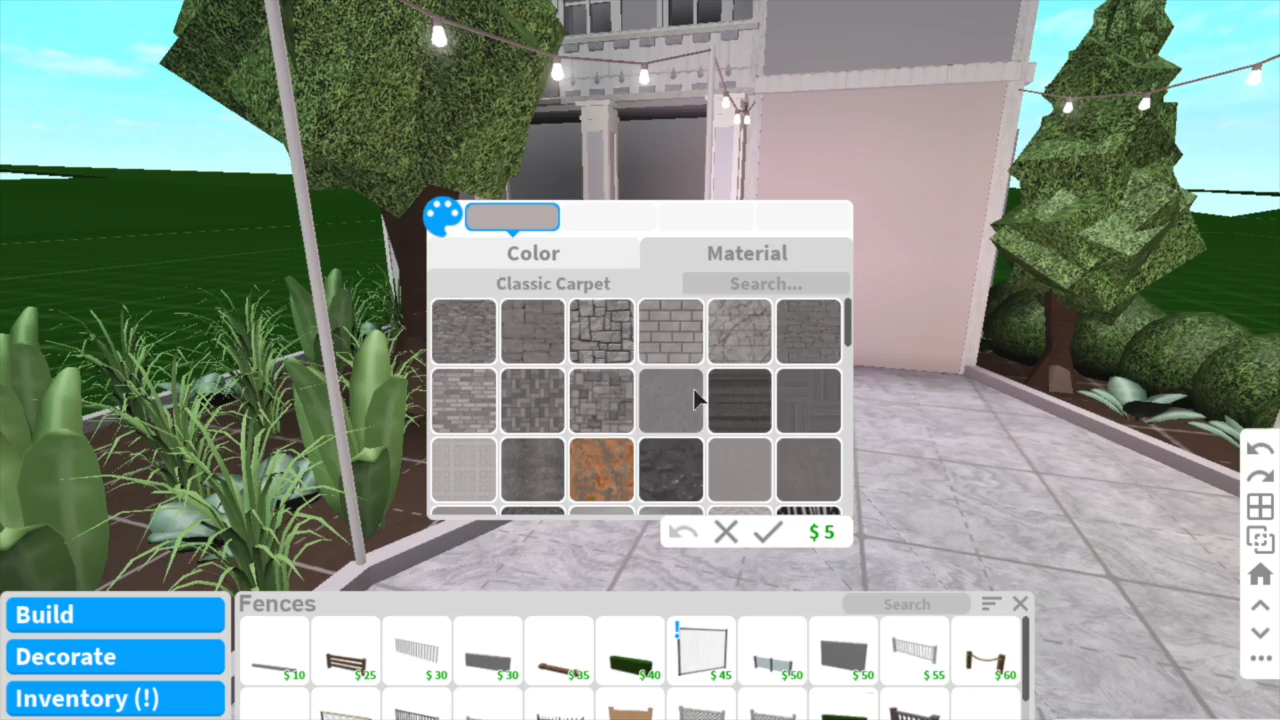 Color
Material
Classic Carpet
Search...
$ 5
Build
Decorate
Inventory (!)
Fences
Search
!
$ 10
$ 25
$ 30
$ 30
$ 35
$ 40
$ 45
$ 50
$ 50
$ 55
$ 60